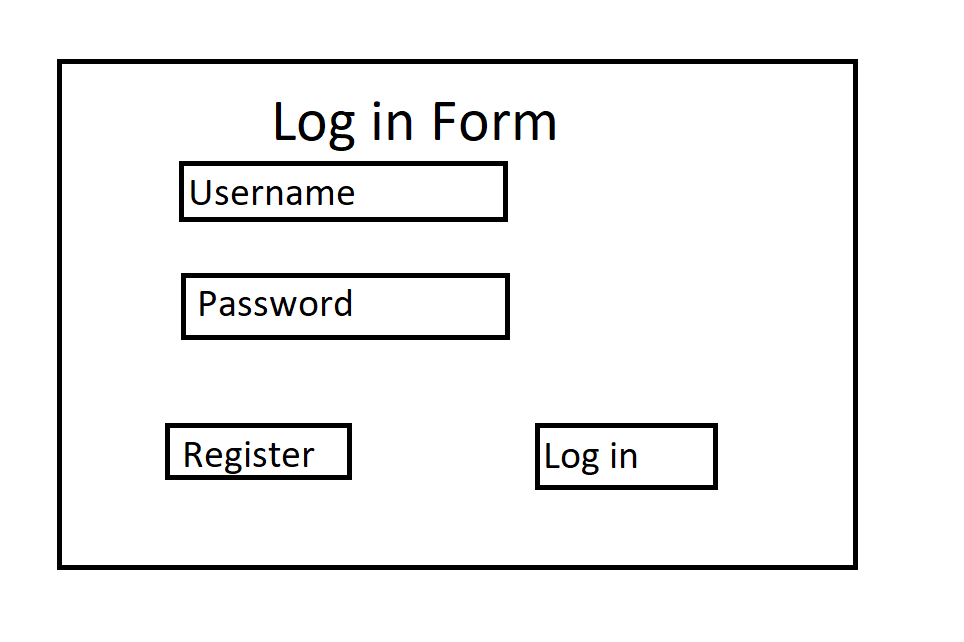 Log in Form
Username
Password
Register
Log in